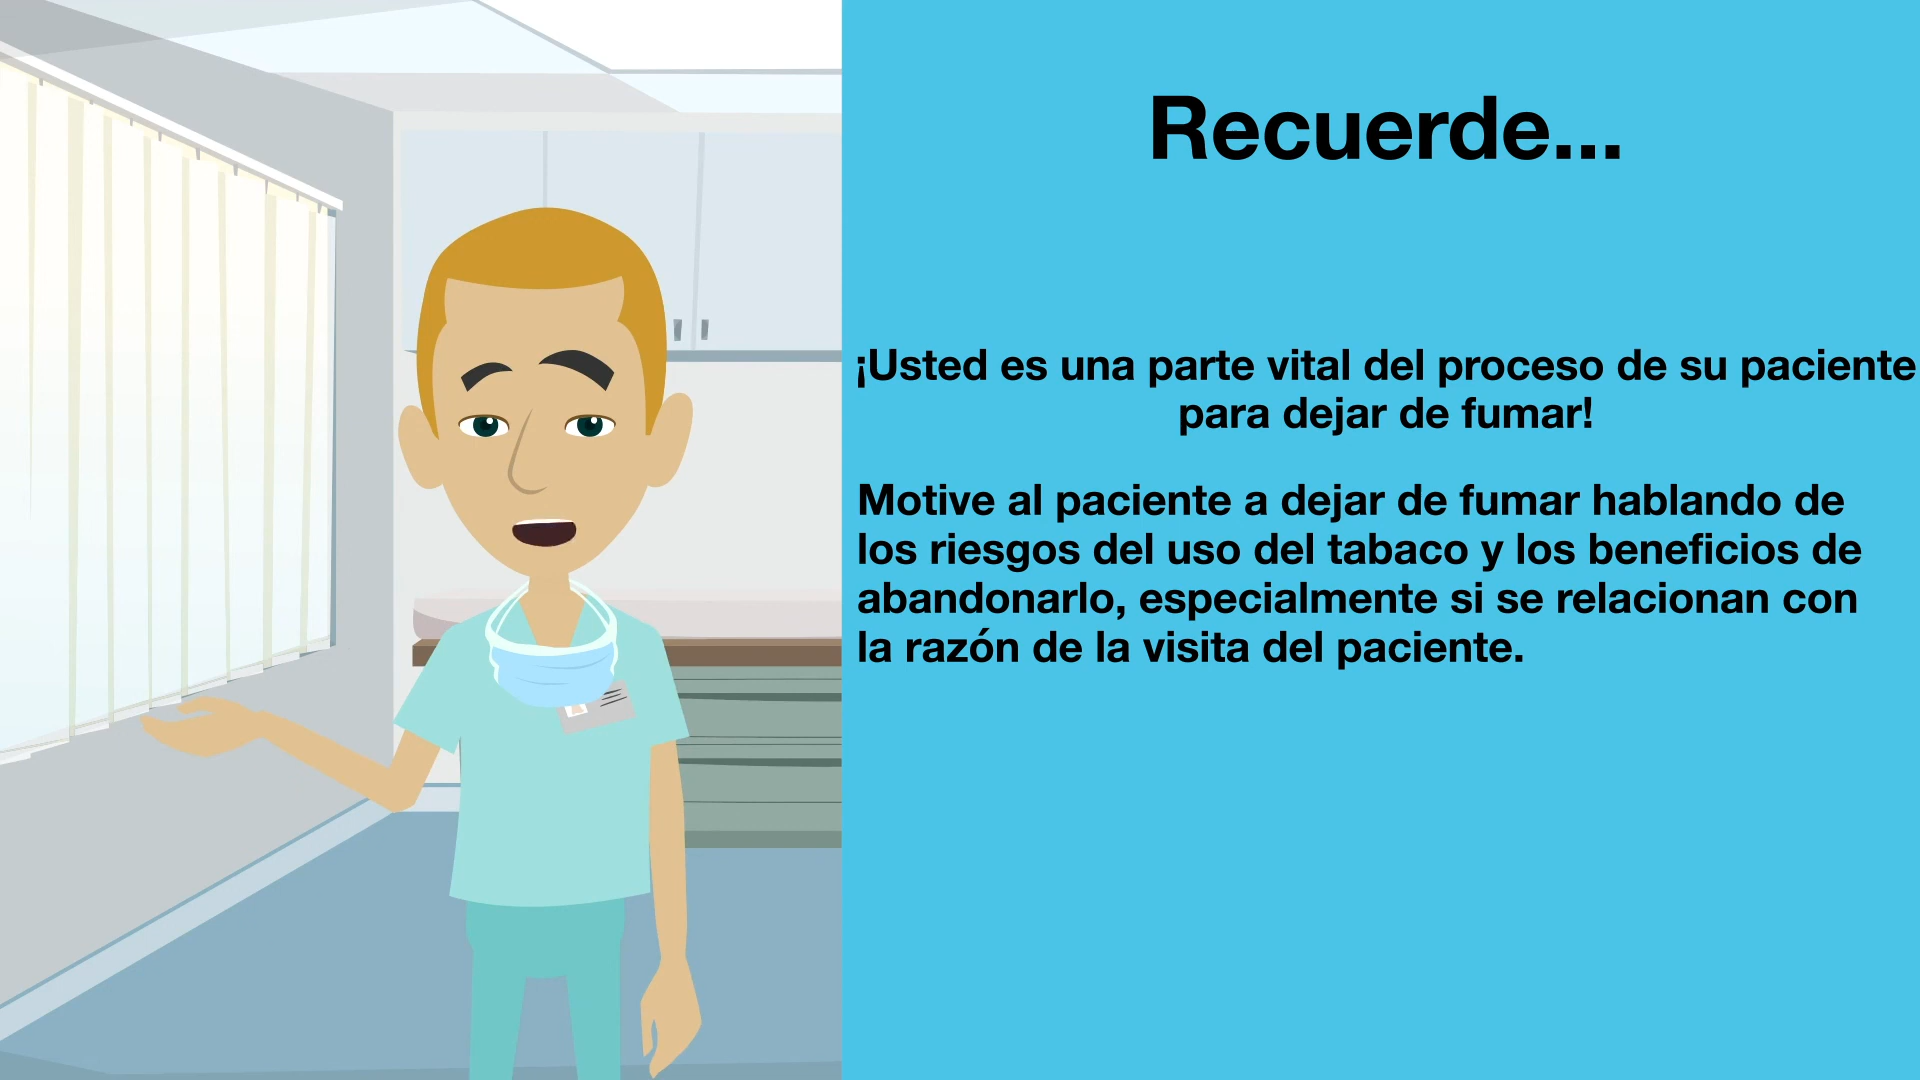 Recuerde...
¡Usted es una parte vital del proceso de su paciente
para dejar de fumar!
Motive al paciente a dejar de fumar hablando de
los riesgos del uso del tabaco y los beneficios de
abandonarlo, especialmente si se relacionan con
la razón de la visita del paciente.